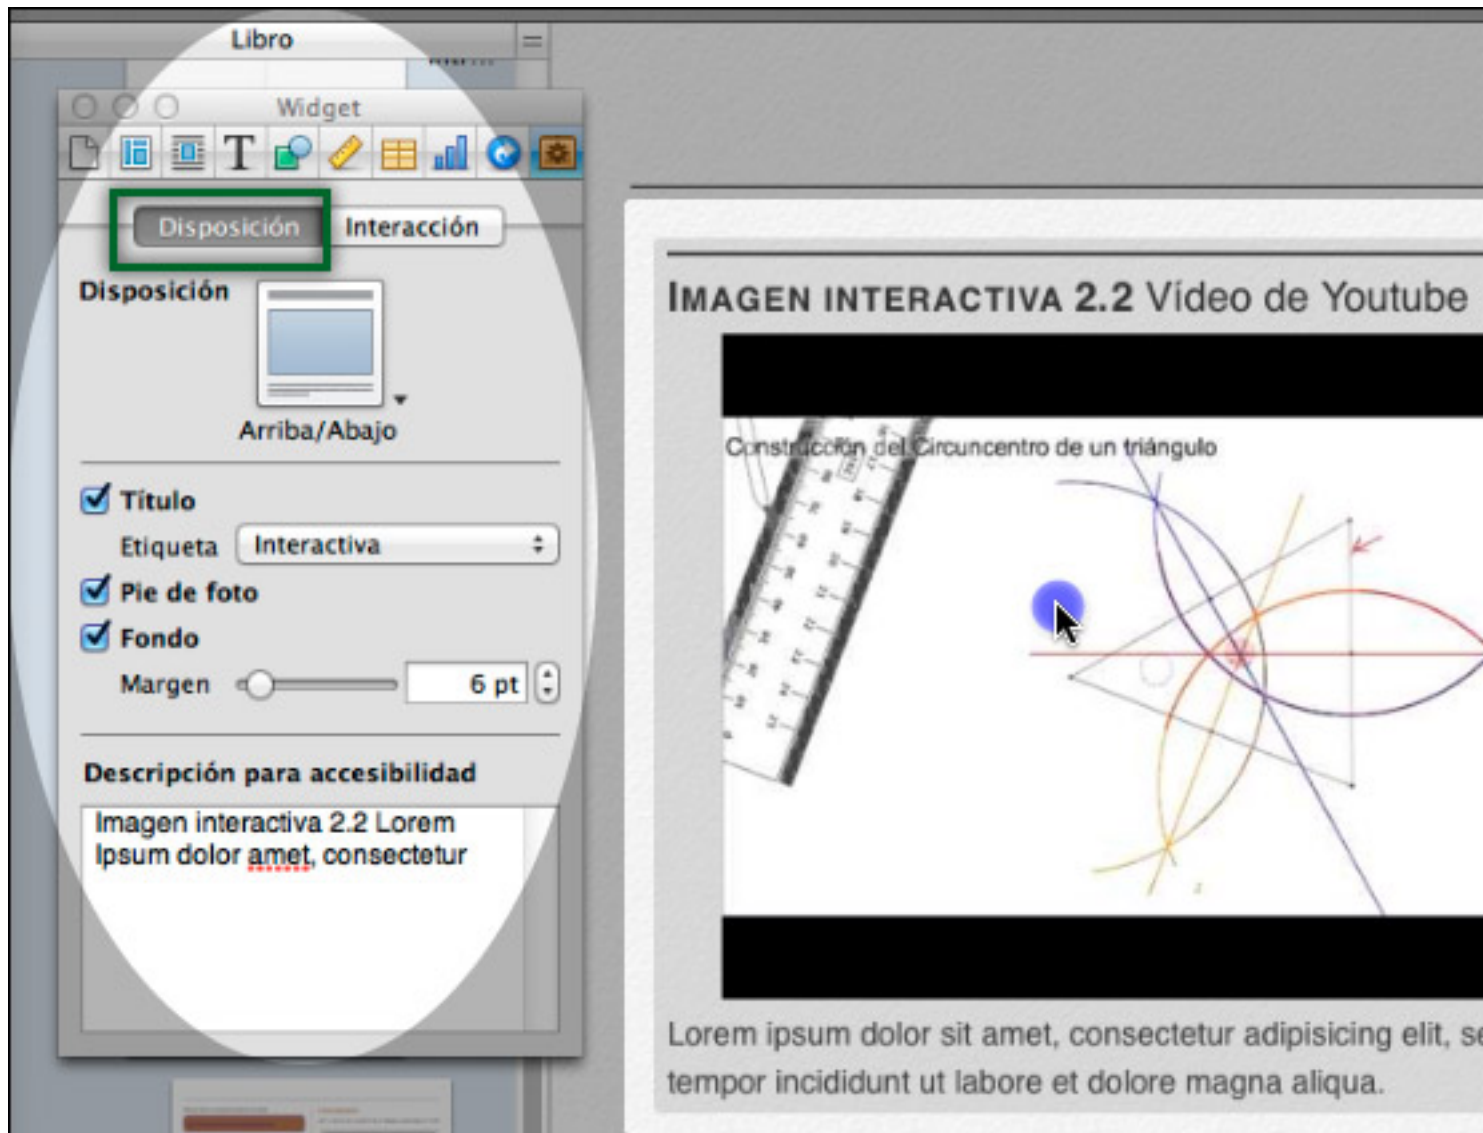 Libro
Widget
Disposición
Interacción
Disposición
Arriba/Abajo
Título
Etiqueta Interactiva
Pie de foto
Fondo
Margen 6 pt
Descripción para accesibilidad
Imagen interactiva 2.2 Lorem
Ipsum dolor amet, consectetur
IMAGEN INTERACTIVA 2.2 Vídeo de Youtube
Construcción del Circuncentro de un triángulo
Lorem ipsum dolor sit amet, consectetur adipisicing elit, se
tempor incididunt ut labore et dolore magna aliqua.